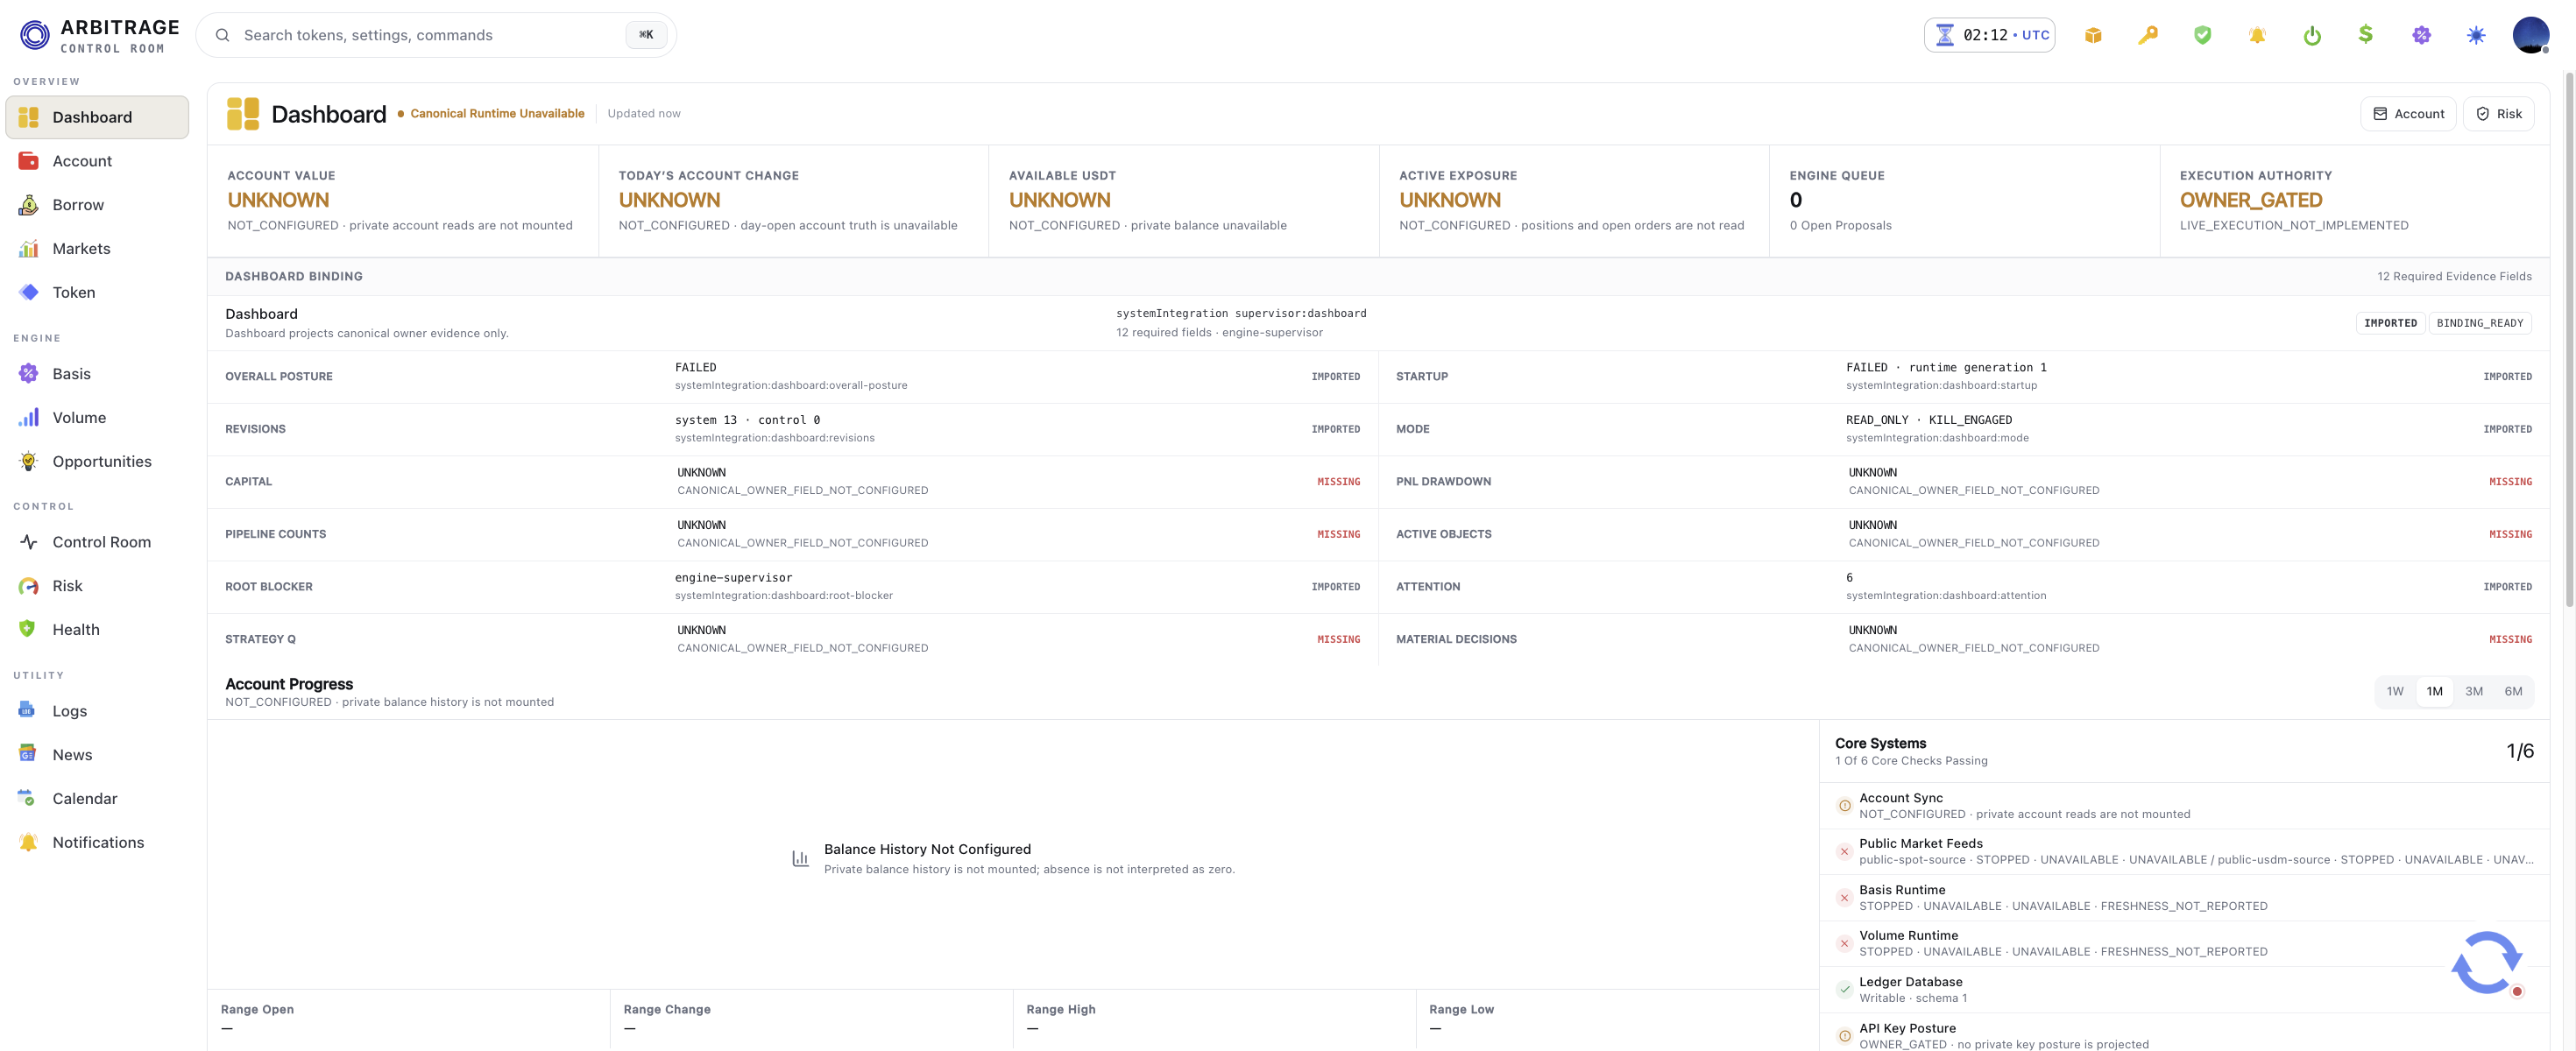 ARBITRAGE
CONTROL ROOM
Search tokens, settings, commands
⌘K
02:12 • UTC
OVERVIEW
Dashboard
Account
Borrow
Markets
Token
ENGINE
Basis
Volume
Opportunities
CONTROL
Control Room
Risk
Health
UTILITY
Logs
News
Calendar
Notifications
Dashboard
Canonical Runtime Unavailable
Updated now
Account
Risk
ACCOUNT VALUE
UNKNOWN
NOT_CONFIGURED · private account reads are not mounted
TODAY'S ACCOUNT CHANGE
UNKNOWN
NOT_CONFIGURED · day-open account truth is unavailable
AVAILABLE USDT
UNKNOWN
NOT_CONFIGURED · private balance unavailable
ACTIVE EXPOSURE
UNKNOWN
NOT_CONFIGURED · positions and open orders are not read
ENGINE QUEUE
0
0 Open Proposals
EXECUTION AUTHORITY
OWNER_GATED
LIVE_EXECUTION_NOT_IMPLEMENTED
DASHBOARD BINDING
12 Required Evidence Fields
Dashboard
Dashboard projects canonical owner evidence only.
systemIntegration supervisor:dashboard
12 required fields · engine-supervisor
IMPORTED
BINDING_READY
OVERALL POSTURE
FAILED
systemIntegration:dashboard:overall-posture
IMPORTED
STARTUP
FAILED · runtime generation 1
systemIntegration:dashboard:startup
IMPORTED
REVISIONS
system 13 · control 0
systemIntegration:dashboard:revisions
IMPORTED
MODE
READ_ONLY · KILL_ENGAGED
systemIntegration:dashboard:mode
IMPORTED
CAPITAL
UNKNOWN
CANONICAL_OWNER_FIELD_NOT_CONFIGURED
MISSING
PNL DRAWDOWN
UNKNOWN
CANONICAL_OWNER_FIELD_NOT_CONFIGURED
MISSING
PIPELINE COUNTS
UNKNOWN
CANONICAL_OWNER_FIELD_NOT_CONFIGURED
MISSING
ACTIVE OBJECTS
UNKNOWN
CANONICAL_OWNER_FIELD_NOT_CONFIGURED
MISSING
ROOT BLOCKER
engine-supervisor
systemIntegration:dashboard:root-blocker
IMPORTED
ATTENTION
6
systemIntegration:dashboard:attention
IMPORTED
STRATEGY Q
UNKNOWN
CANONICAL_OWNER_FIELD_NOT_CONFIGURED
MISSING
MATERIAL DECISIONS
UNKNOWN
CANONICAL_OWNER_FIELD_NOT_CONFIGURED
MISSING
Account Progress
NOT_CONFIGURED · private balance history is not mounted
1W
1M
3M
6M
Balance History Not Configured
Private balance history is not mounted; absence is not interpreted as zero.
Range Open
—
Range Change
—
Range High
—
Range Low
—
Core Systems
1 Of 6 Core Checks Passing
1/6
Account Sync
NOT_CONFIGURED · private account reads are not mounted
Public Market Feeds
public-spot-source · STOPPED · UNAVAILABLE · UNAVAILABLE / public-usdm-source · STOPPED · UNAVAILABLE · UNAV...
Basis Runtime
STOPPED · UNAVAILABLE · UNAVAILABLE · FRESHNESS_NOT_REPORTED
Volume Runtime
STOPPED · UNAVAILABLE · UNAVAILABLE · FRESHNESS_NOT_REPORTED
Ledger Database
Writable · schema 1
API Key Posture
OWNER_GATED · no private key posture is projected